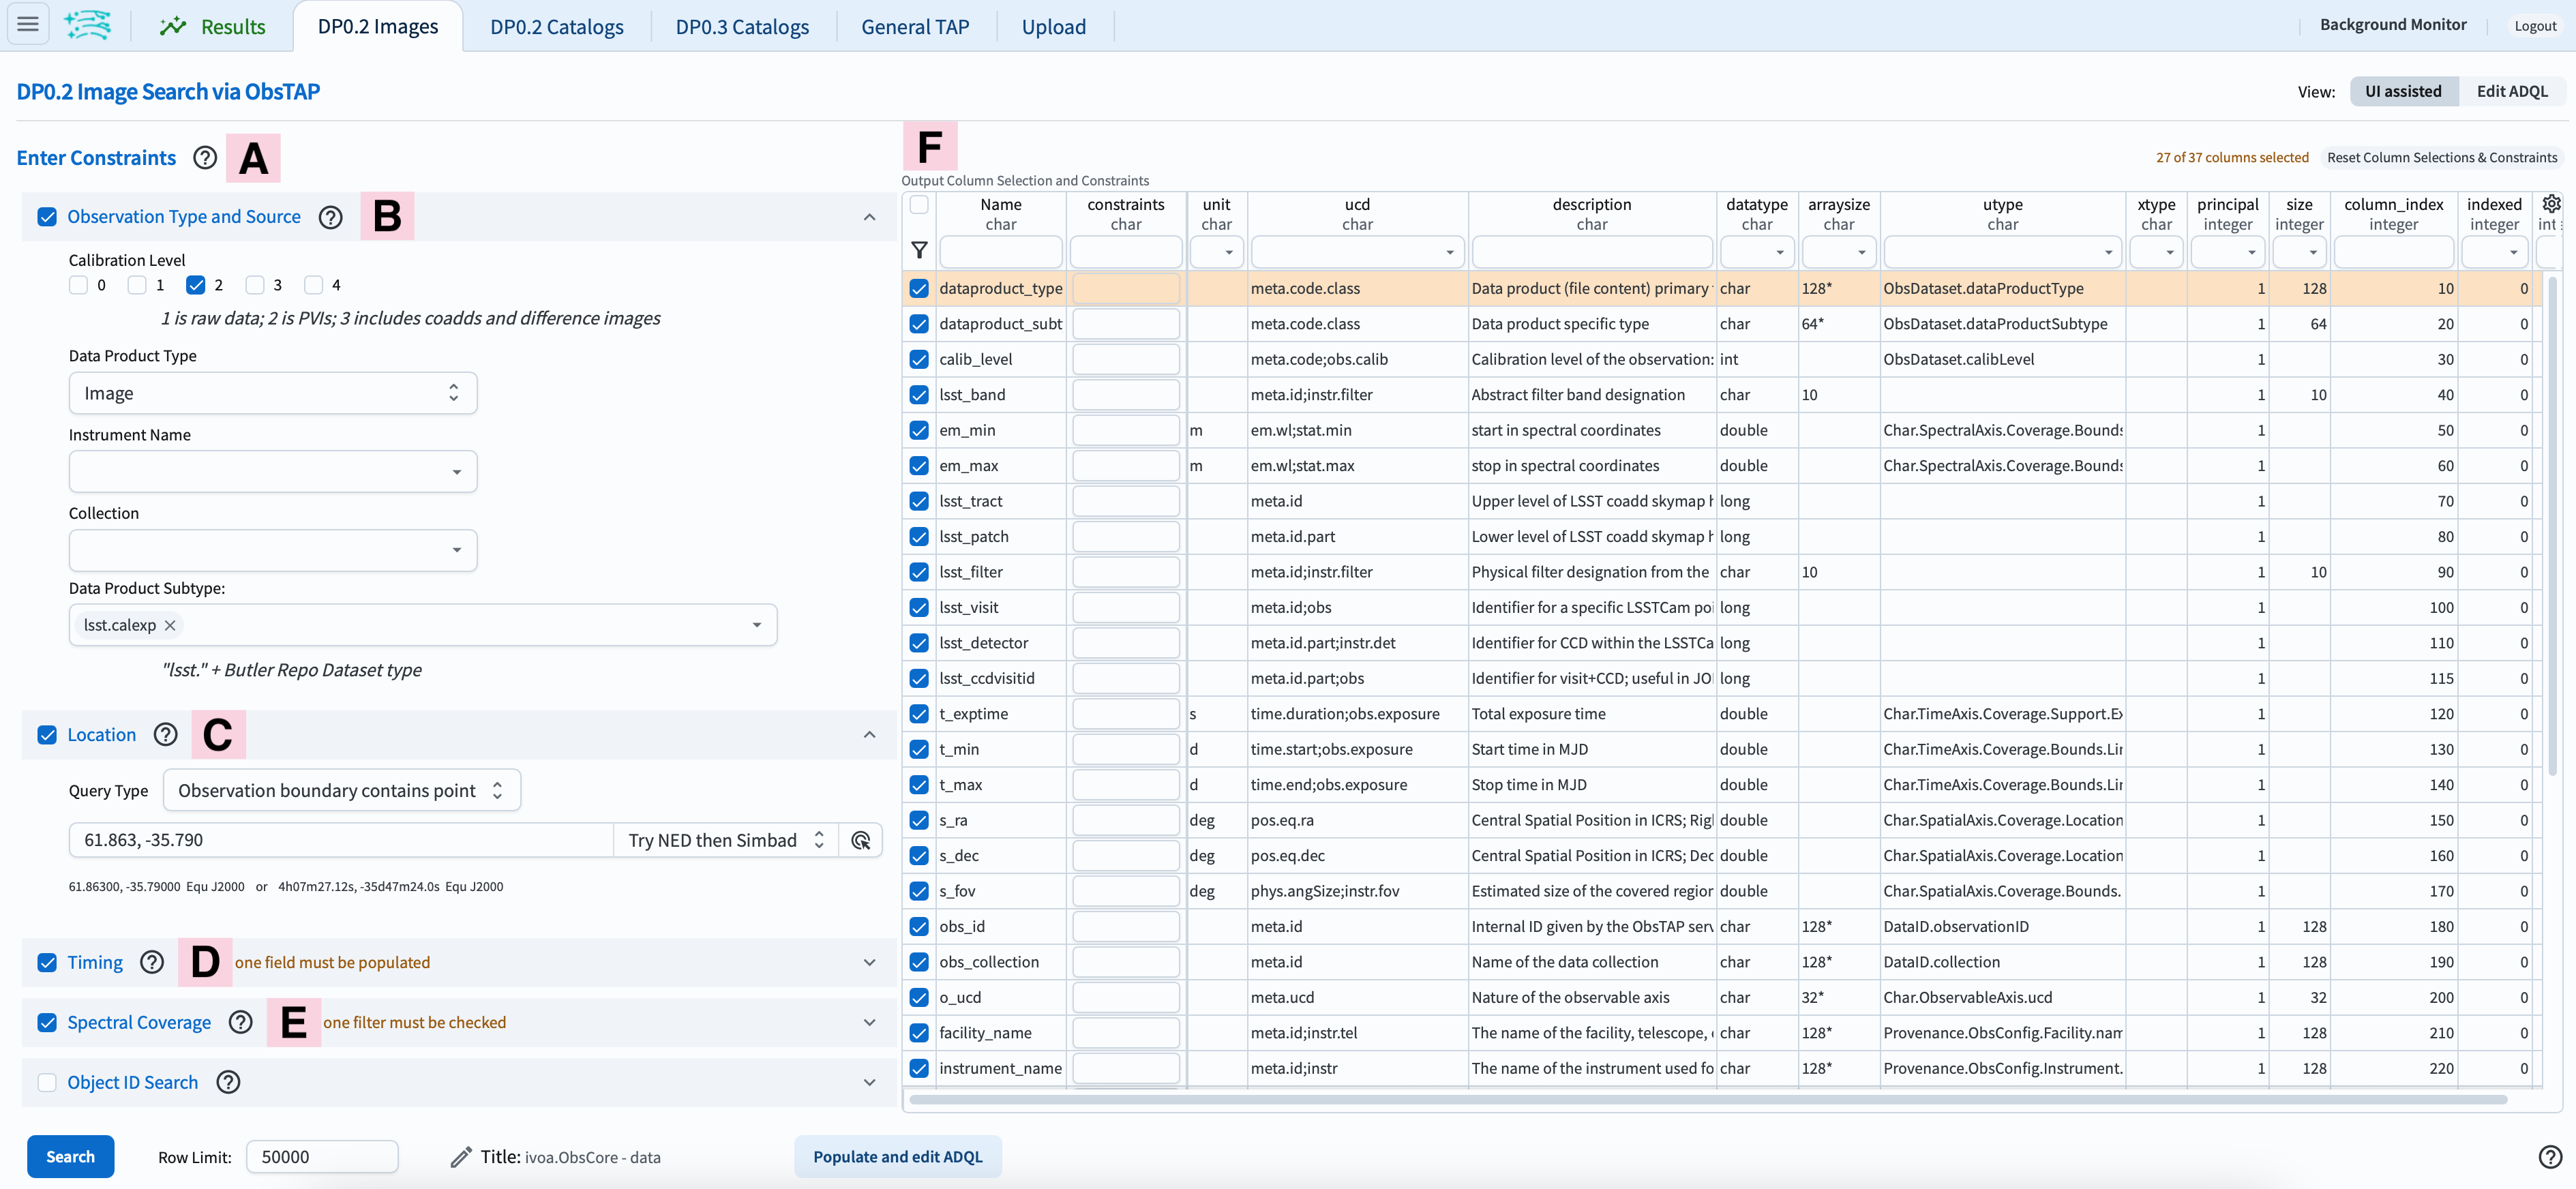 Results DP0.2 Images DP0.2 Catalogs DP0.3 Catalogs General TAP Upload Background Monitor Logout
DP0.2 Image Search via ObsTAP View: UI assisted Edit ADQL
Enter Constraints ? A
Observation Type and Source ? B
Calibration Level
0 1 2 3 4
1 is raw data; 2 is PVIs; 3 includes coadds and difference images
Data Product Type
Image
Instrument Name
Collection
Data Product Subtype:
lsst.calexp
"lsst." + Butler Repo Dataset type
Location ? C
Query Type Observation boundary contains point
61.863, -35.790 Try NED then Simbad
61.86300, -35.79000 Equ J2000 or 4h07m27.12s, -35d47m24.0s Equ J2000
Timing ? D one field must be populated
Spectral Coverage ? E one filter must be checked
Object ID Search ?
F
27 of 37 columns selected Reset Column Selections & Constraints
Output Column Selection and Constraints
Name constraints unit ucd description datatype arraysize utype xtype principal size column_index indexed
char char char char char char char char char integer integer integer integer int
dataproduct_type meta.code.class Data product (file content) primary char 128* ObsDataset.dataProductType 1 128 10 0
dataproduct_subt meta.code.class Data product specific type char 64* ObsDataset.dataProductSubtype 1 64 20 0
calib_level meta.code;obs.calib Calibration level of the observation: int ObsDataset.calibLevel 1 30 0
lsst_band meta.id;instr.filter Abstract filter band designation char 10 1 10 40 0
em_min m em.wl;stat.min start in spectral coordinates double Char.SpectralAxis.Coverage.Bounds 1 50 0
em_max m em.wl;stat.max stop in spectral coordinates double Char.SpectralAxis.Coverage.Bounds 1 60 0
lsst_tract meta.id Upper level of LSST coadd skymap h long 1 70 0
lsst_patch meta.id.part Lower level of LSST coadd skymap h long 1 80 0
lsst_filter meta.id;instr.filter Physical filter designation from the char 10 1 10 90 0
lsst_visit meta.id;obs Identifier for a specific LSSTCam poi long 1 100 0
lsst_detector meta.id.part;instr.det Identifier for CCD within the LSSTCa long 1 110 0
lsst_ccdvisitid meta.id.part;obs Identifier for visit+CCD; useful in JOI long 1 115 0
t_exptime s time.duration;obs.exposure Total exposure time double Char.TimeAxis.Coverage.Support.Ex 1 120 0
t_min d time.start;obs.exposure Start time in MJD double Char.TimeAxis.Coverage.Bounds.Lir 1 130 0
t_max d time.end;obs.exposure Stop time in MJD double Char.TimeAxis.Coverage.Bounds.Lir 1 140 0
s_ra deg pos.eq.ra Central Spatial Position in ICRS; Rig double Char.SpatialAxis.Coverage.Location 1 150 0
s_dec deg pos.eq.dec Central Spatial Position in ICRS; Dec double Char.SpatialAxis.Coverage.Location 1 160 0
s_fov deg phys.angSize;instr.fov Estimated size of the covered region double Char.SpatialAxis.Coverage.Bounds. 1 170 0
obs_id meta.id Internal ID given by the ObsTAP serv char 128* DataID.observationID 1 128 180 0
obs_collection meta.id Name of the data collection char 128* DataID.collection 1 128 190 0
o_ucd meta.ucd Nature of the observable axis char 32* Char.ObservableAxis.ucd 1 32 200 0
facility_name meta.id;instr.tel The name of the facility, telescope, char 128* Provenance.ObsConfig.Facility.nam 1 128 210 0
instrument_name meta.id;instr The name of the instrument used fo char 128* Provenance.ObsConfig.Instrument. 1 128 220 0
Search Row Limit: 50000 Title: ivoa.ObsCore - data Populate and edit ADQL ?